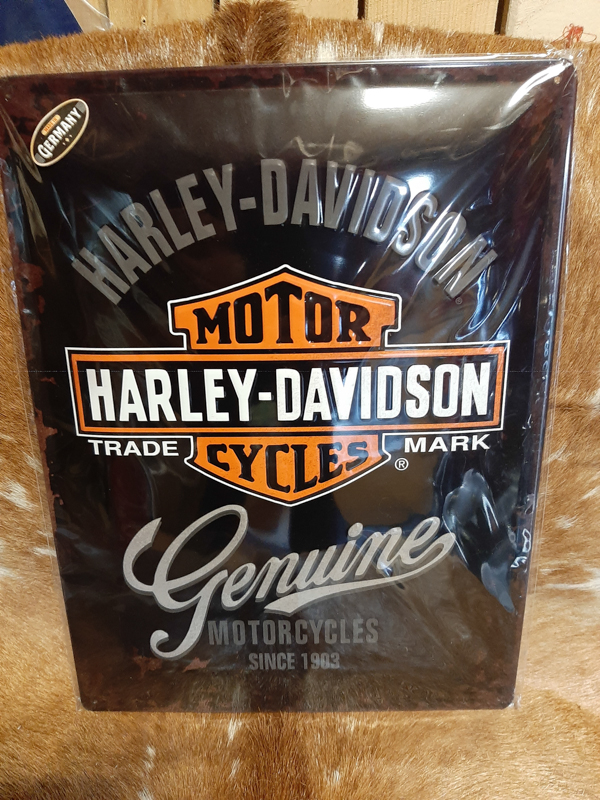 GERMANY
HARLEY-DAVIDSON
®
MOTOR
HARLEY-DAVIDSON
TRADE CYCLES MARK
®
Genuine
MOTORCYCLES
SINCE 1903